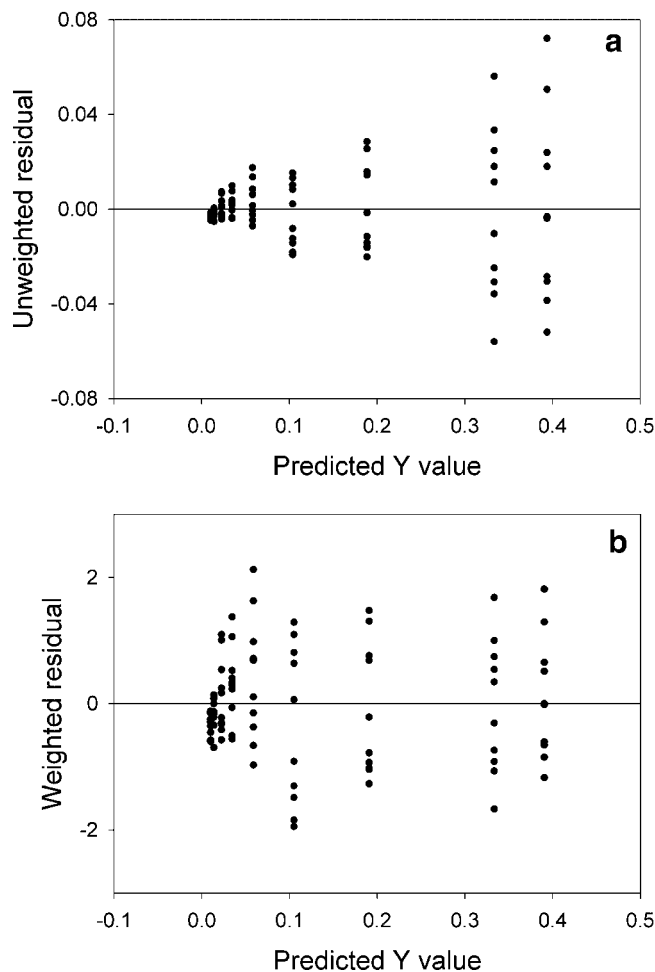 a
0.08
0.04
0.00
-0.04
-0.08
Unweighted residual
-0.1 0.0 0.1 0.2 0.3 0.4 0.5
Predicted Y value
b
2
0
-2
Weighted residual
-0.1 0.0 0.1 0.2 0.3 0.4 0.5
Predicted Y value